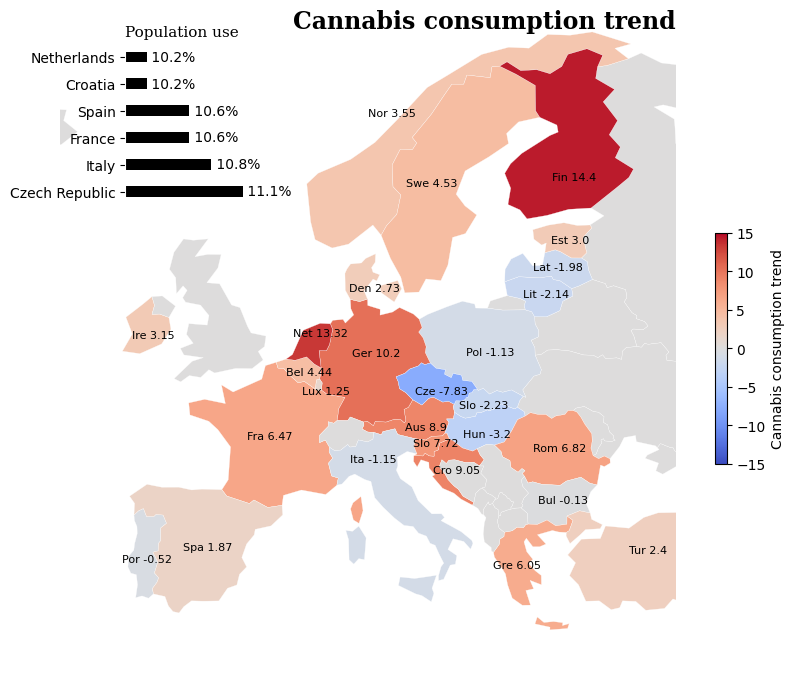 Cannabis consumption trend
Population use
Netherlands 10.2%
Croatia 10.2%
Spain 10.6%
France 10.6%
Italy 10.8%
Czech Republic 11.1%
Nor 3.55
Swe 4.53
Fin 14.4
Est 3.0
Lat -1.98
Lit -2.14
Den 2.73
Ire 3.15
Net 13.32
Ger 10.2
Pol -1.13
Bel 4.44
Lux 1.25
Cze -7.83
Slo -2.23
Aus 8.9
Hun -3.2
Fra 6.47
Slo 7.72
Rom 6.82
Ita -1.15
Cro 9.05
Bul -0.13
Spa 1.87
Por -0.52
Tur 2.4
Gre 6.05
15
10
5
0
−5
−10
−15
Cannabis consumption trend